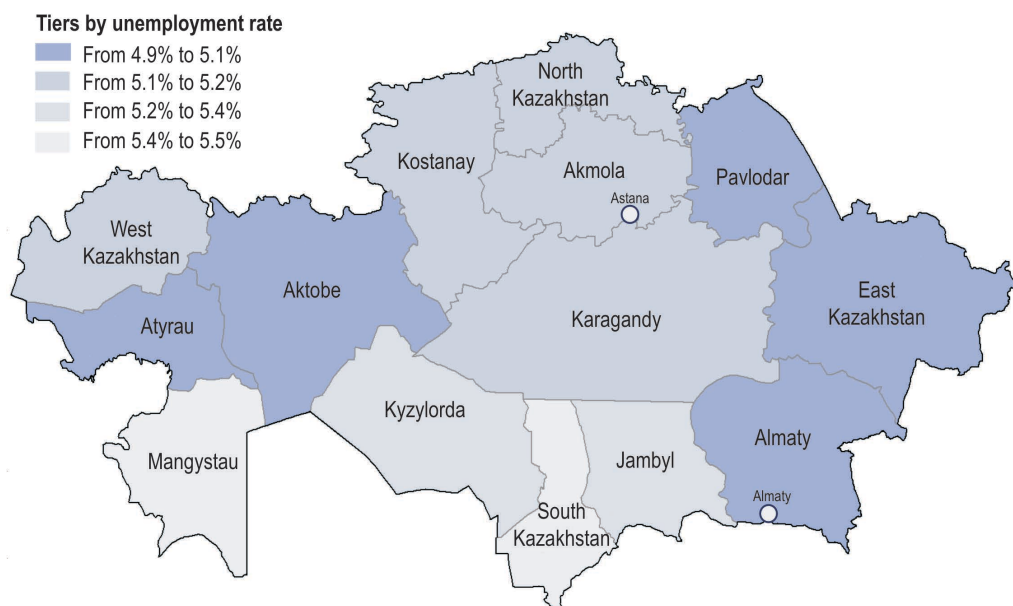 Tiers by unemployment rate
From 4.9% to 5.1%
From 5.1% to 5.2%
From 5.2% to 5.4%
From 5.4% to 5.5%
North
Kazakhstan
Kostanay
Akmola
Astana
Pavlodar
West
Kazakhstan
Aktobe
Atyrau
Karagandy
East
Kazakhstan
Kyzylorda
Mangystau
Jambyl
Almaty
Almaty
South
Kazakhstan